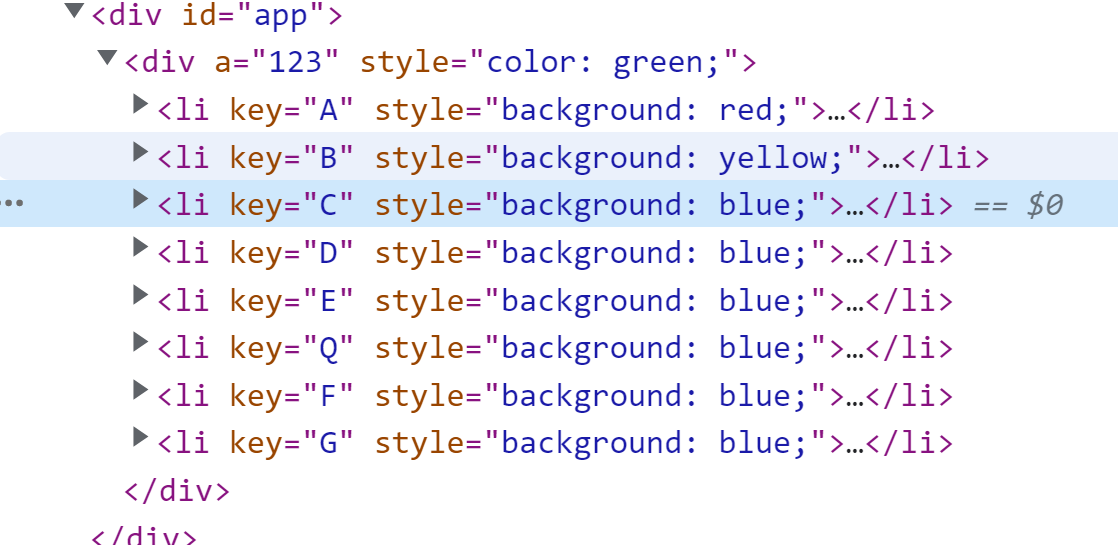 ▼<div id="app">
▼<div a="123" style="color: green;">
▶<li key="A" style="background: red;">…</li>
▶<li key="B" style="background: yellow;">…</li>
▶<li key="C" style="background: blue;">…</li> == $0
▶<li key="D" style="background: blue;">…</li>
▶<li key="E" style="background: blue;">…</li>
▶<li key="Q" style="background: blue;">…</li>
▶<li key="F" style="background: blue;">…</li>
▶<li key="G" style="background: blue;">…</li>
</div>
</div>